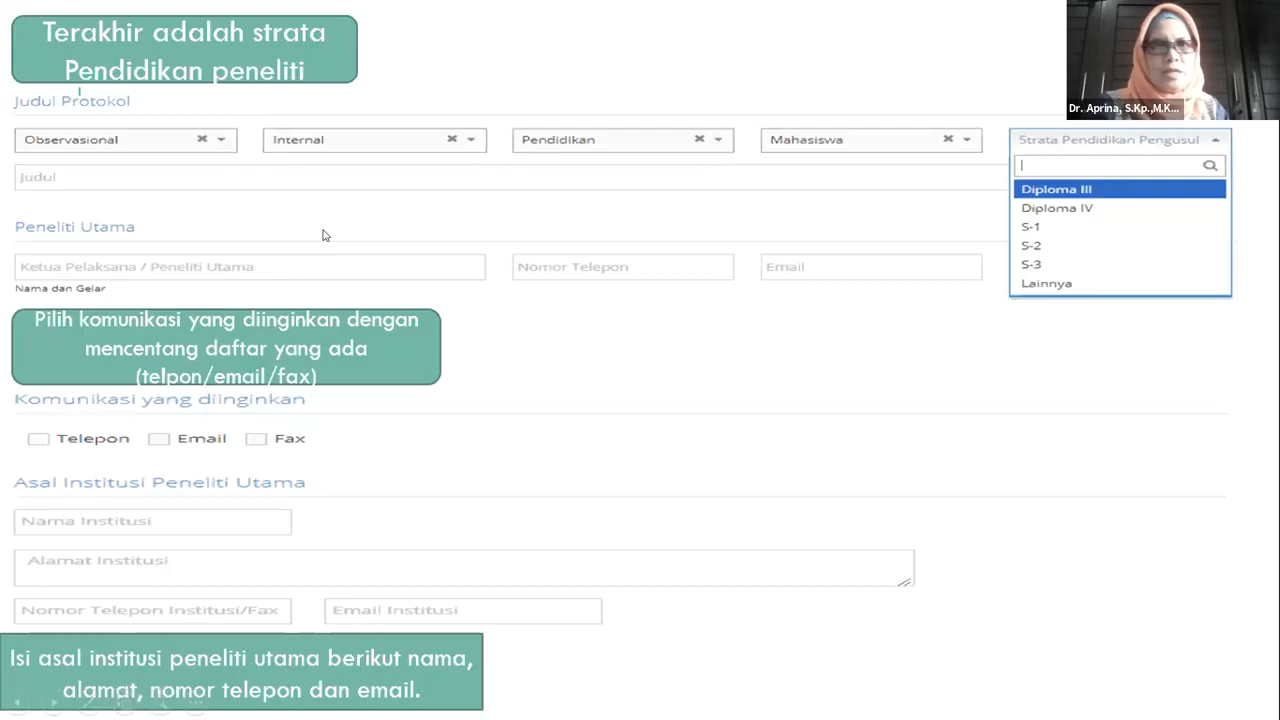 Terakhir adalah strata
Pendidikan peneliti
Dr. Aprina, S.Kp.,M.K...
Judul Protokol
Observasional
Internal
Pendidikan
Mahasiswa
Strata Pendidikan Pengusul
Judul
Diploma III
Diploma IV
S-1
S-2
S-3
Lainnya
Peneliti Utama
Ketua Pelaksana / Peneliti Utama
Nomor Telepon
Email
Nama dan Gelar
Pilih komunikasi yang diinginkan dengan
mencentang daftar yang ada
(telpon/email/fax)
Komunikasi yang diinginkan
Telepon
Email
Fax
Asal Institusi Peneliti Utama
Nama Institusi
Alamat Institusi
Nomor Telepon Institusi/Fax
Email Institusi
Isi asal institusi peneliti utama berikut nama,
alamat, nomor telepon dan email.